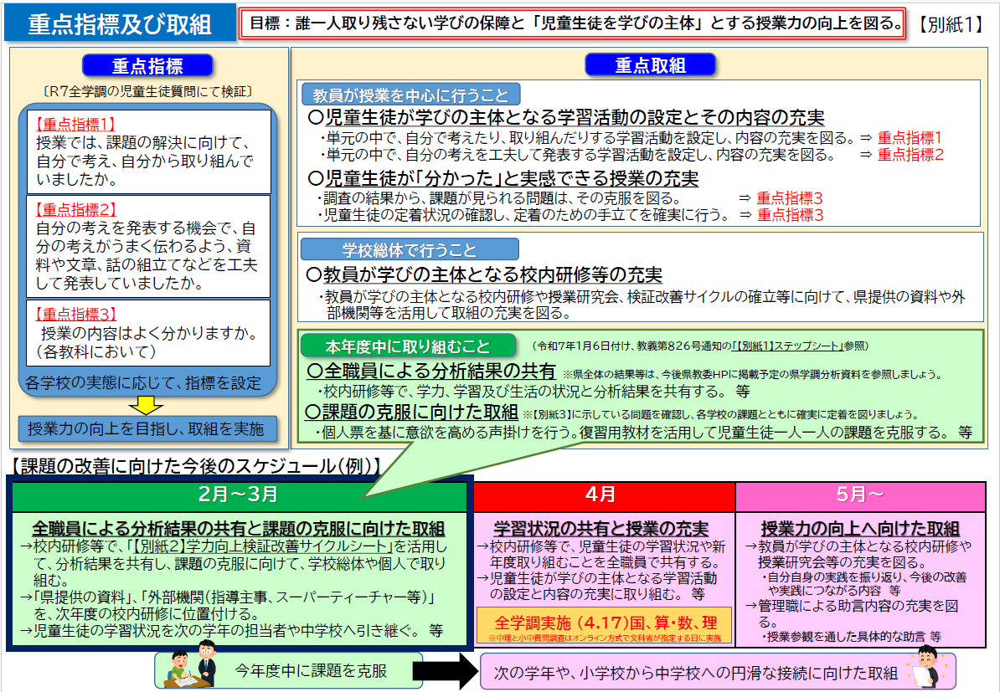 重点指標及び取組
目標：誰一人取り残さない学びの保障と「児童生徒を学びの主体」とする授業力の向上を図る。
【別紙１】
重点指標
〔R７全学調の児童生徒質問にて検証〕
【重点指標1】
授業では、課題の解決に向けて、
自分で考え、自分から取り組んで
いましたか。
【重点指標2】
自分の考えを発表する機会で、自
分の考えがうまく伝わるよう、資
料や文章、話の組立てなどを工夫
して発表していましたか。
【重点指標3】
授業の内容はよく分かりますか。
（各教科において）
各学校の実態に応じて、指標を設定
授業力の向上を目指し、取組を実施
重点取組
教員が授業を中心に行うこと
〇児童生徒が学びの主体となる学習活動の設定とその内容の充実
・単元の中で、自分で考えたり、取り組んだりする学習活動を設定し、内容の充実を図る。⇒ 重点指標1
・単元の中で、自分の考えを工夫して発表する学習活動を設定し、内容の充実を図る。 ⇒ 重点指標2
〇児童生徒が「分かった」と実感できる授業の充実
・調査の結果から、課題が見られる問題は、その克服を図る。 ⇒ 重点指標3
・児童生徒の定着状況の確認し、定着のための手立てを確実に行う。 ⇒ 重点指標3
学校総体で行うこと
〇教員が学びの主体となる校内研修等の充実
・教員が学びの主体となる校内研修や授業研究会、検証改善サイクルの確立等に向けて、県提供の資料や外
部機関等を活用して取組の充実を図る。
本年度中に取り組むこと
（令和７年１月６日付け、教義第８２６号通知の「【別紙１】ステップシート」参照）
〇全職員による分析結果の共有 ※県全体の結果等は、今後県教委HPに掲載予定の県学調分析資料を参照しましょう。
・校内研修等で、学力、学習及び生活の状況と分析結果を共有する。 等
〇課題の克服に向けた取組 ※【別紙３】に示している問題を確認し、各学校の課題とともに確実に定着を図りましょう。
・個人票を基に意欲を高める声掛けを行う。復習用教材を活用して児童生徒一人一人の課題を克服する。 等
【課題の改善に向けた今後のスケジュール（例）】
２月～３月
全職員による分析結果の共有と課題の克服に向けた取組
→校内研修等で、「【別紙２】学力向上検証改善サイクルシート」を活用し
て、分析結果を共有し、課題の克服に向けて、学校総体や個人で取り
組む。
→「県提供の資料」、「外部機関（指導主事、スーパーティーチャー等）」
を、次年度の校内研修に位置付ける。
→児童生徒の学習状況を次の学年の担当者や中学校へ引き継ぐ。 等
４月
学習状況の共有と授業の充実
→校内研修等で、児童生徒の学習状況や新
年度取り組むことを全職員で共有する。
→児童生徒が学びの主体となる学習活動
の設定と内容の充実に取り組む。 等
全学調実施（4.17）国、算・数、理
※中理と小中質問調査はオンライン方式で文科省が指定する日に実施
５月～
授業力の向上へ向けた取組
→教員が学びの主体となる校内研修や
授業研究会等の充実を図る。
・自分自身の実践を振り返り、今後の改善
や実践につながる内容 等
→管理職による助言内容の充実を図
る。
・授業参観を通した具体的な助言 等
今年度中に課題を克服
次の学年や、小学校から中学校への円滑な接続に向けた取組